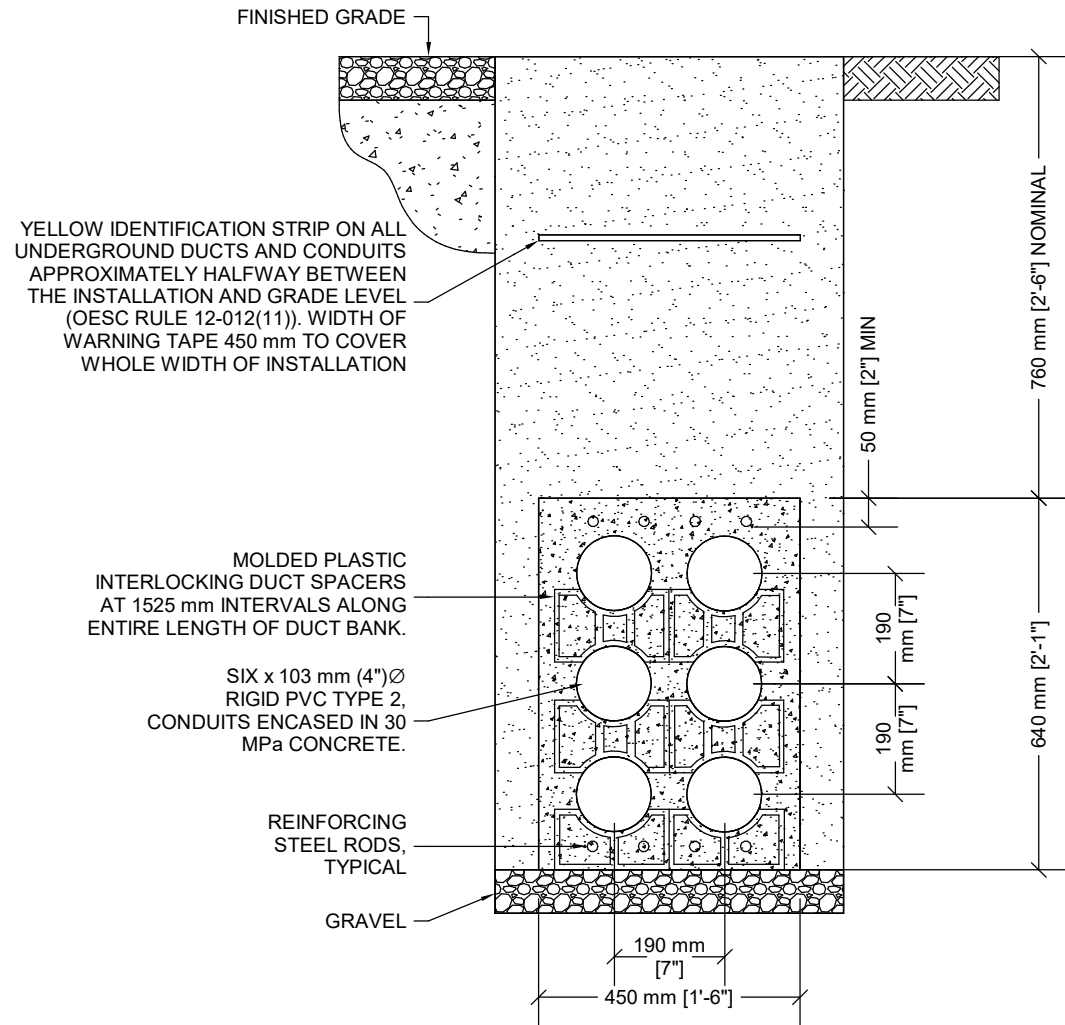 FINISHED GRADE
YELLOW IDENTIFICATION STRIP ON ALL
UNDERGROUND DUCTS AND CONDUITS
APPROXIMATELY HALFWAY BETWEEN
THE INSTALLATION AND GRADE LEVEL
(OESC RULE 12-012(11)). WIDTH OF
WARNING TAPE 450 mm TO COVER
WHOLE WIDTH OF INSTALLATION
760 mm [2'-6"] NOMINAL
50 mm [2"] MIN
MOLDED PLASTIC
INTERLOCKING DUCT SPACERS
AT 1525 mm INTERVALS ALONG
ENTIRE LENGTH OF DUCT BANK.
190
mm [7"]
SIX x 103 mm (4")Ø
RIGID PVC TYPE 2,
CONDUITS ENCASED IN 30
MPa CONCRETE.
190
mm [7"]
640 mm [2'-1"]
REINFORCING
STEEL RODS,
TYPICAL
GRAVEL
190 mm
[7"]
450 mm [1'-6"]